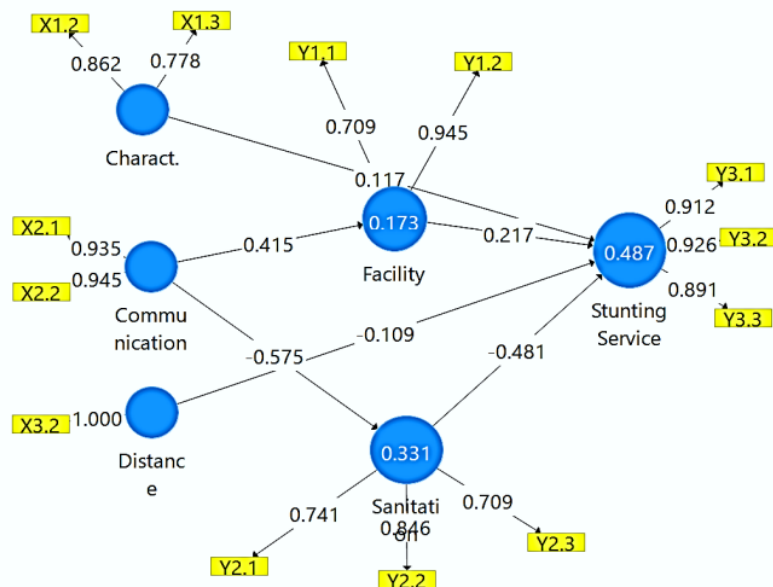 X1.2
X1.3
0.862
0.778
Charact.
Y1.1
Y1.2
0.709
0.945
0.117
0.173
Facility
0.415
0.217
X2.1
0.935
X2.2
0.945
Commu
nication
Y3.1
0.912
0.487
0.926
Y3.2
0.891
Y3.3
Stunting
Service
-0.109
-0.575
-0.481
X3.2
1.000
Distanc
e
0.331
Sanitati
on
0.741
0.846
0.709
Y2.1
Y2.2
Y2.3